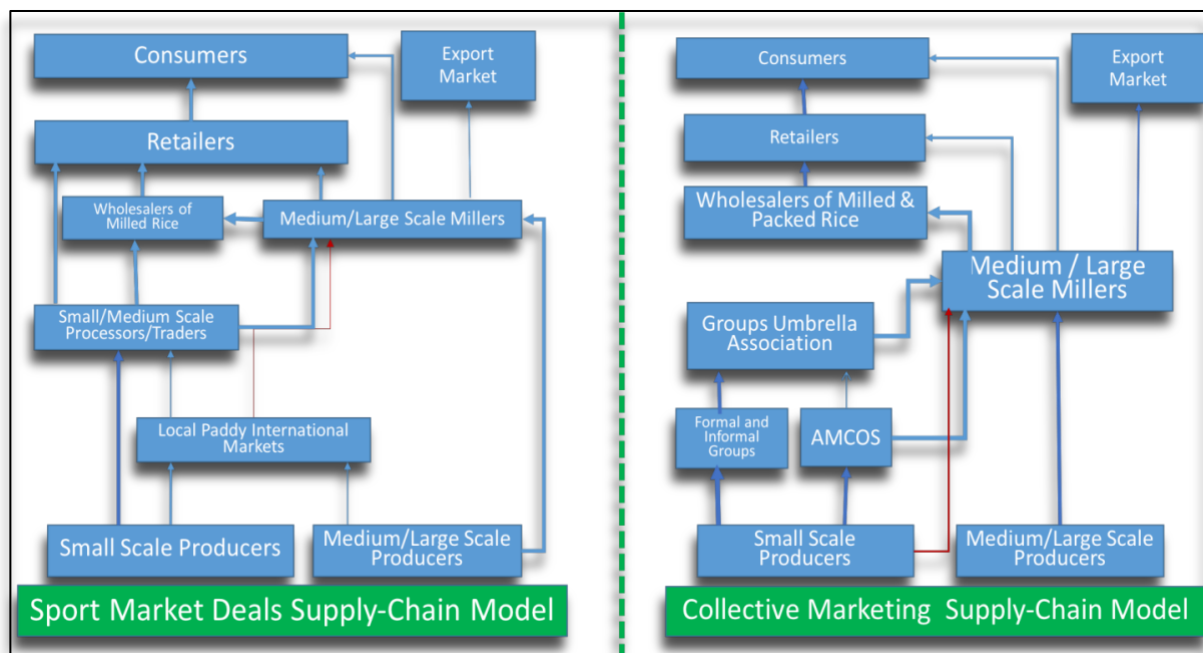 Consumers
Export
Market
Retailers
Wholesalers of
Milled Rice
Medium/Large Scale Millers
Small/Medium Scale
Processors/Traders
Local Paddy International
Markets
Small Scale Producers
Medium/Large Scale
Producers
Sport Market Deals Supply-Chain Model
Consumers
Export
Market
Retailers
Wholesalers of Milled &
Packed Rice
Medium / Large
Scale Millers
Groups Umbrella
Association
Formal and
Informal
Groups
AMCOS
Small Scale
Producers
Medium/Large Scale
Producers
Collective Marketing Supply-Chain Model